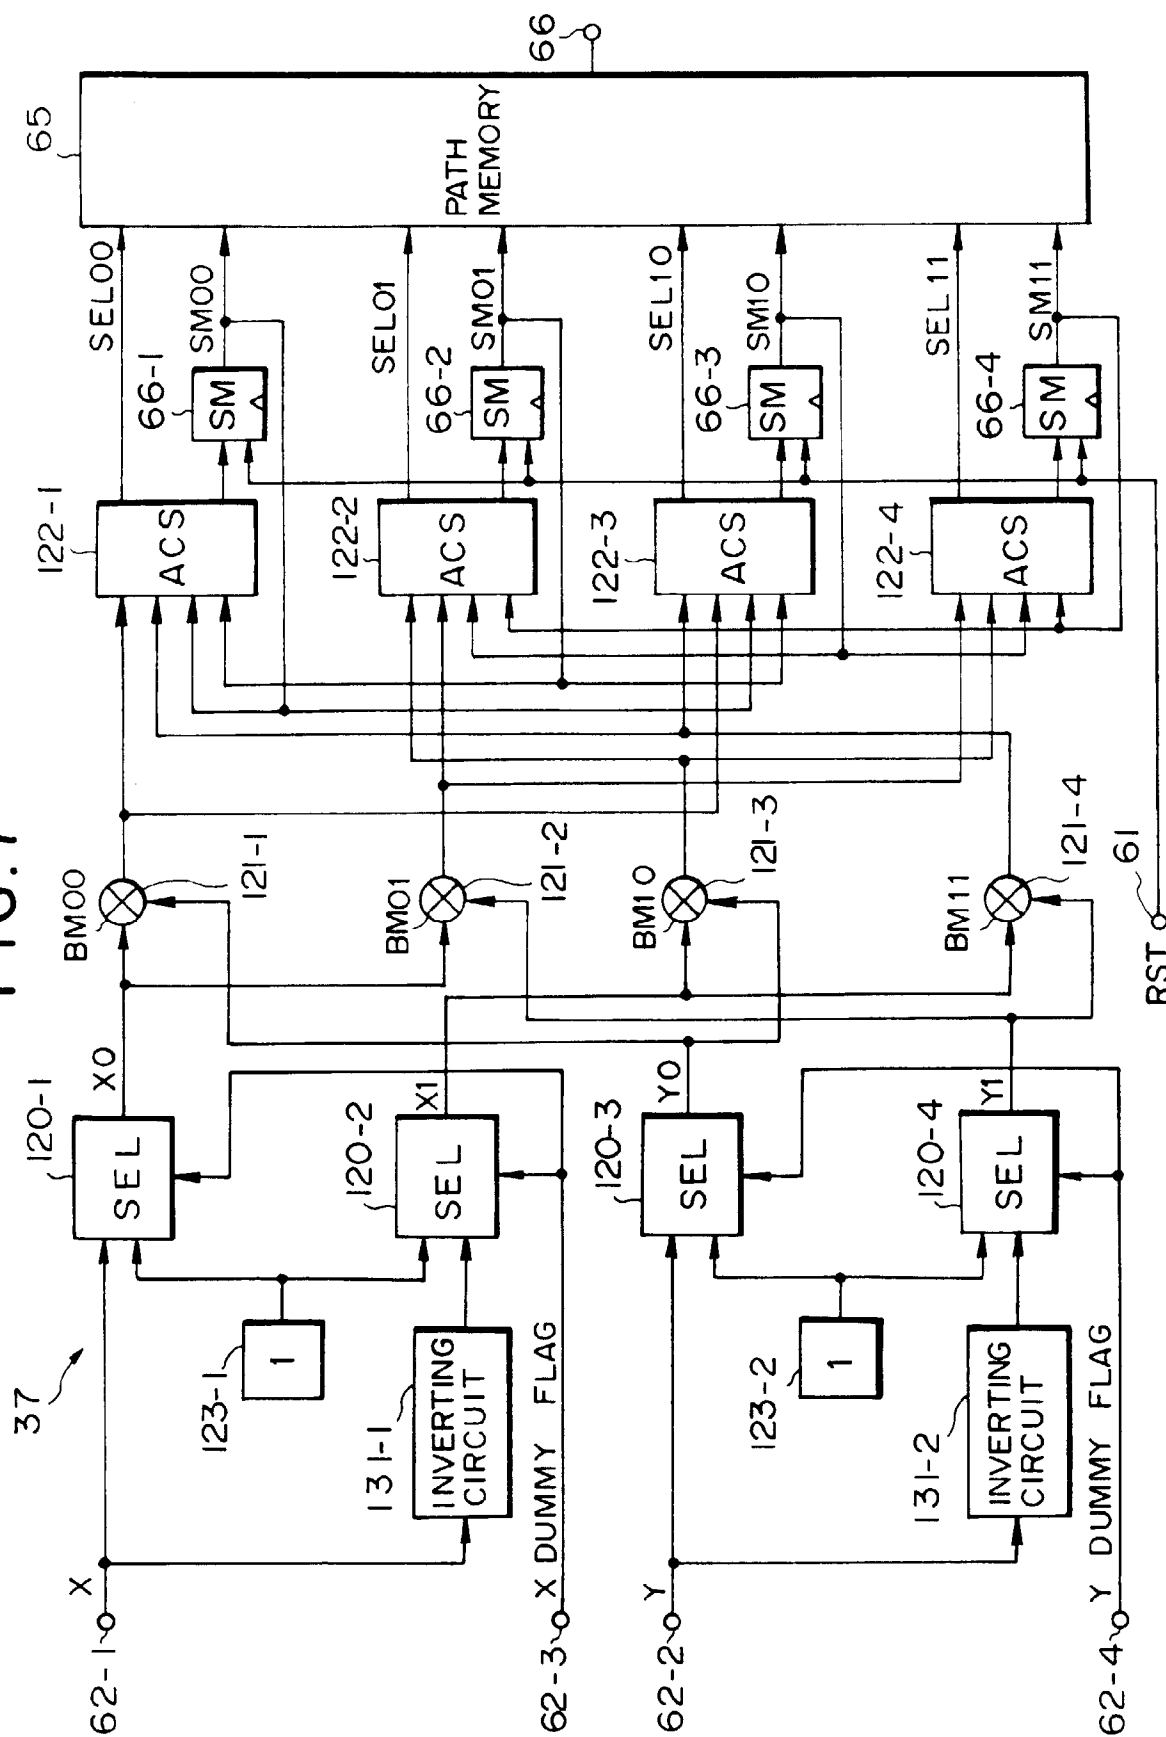 FIG. 7
37
62-1
X
120-1
SEL
X0
BM00
121-1
122-1
ACS
SEL00
66-1
SM
SM00
65
PATH
MEMORY
66
123-1
1
131-1
INVERTING
CIRCUIT
120-2
SEL
X1
BM01
121-2
122-2
ACS
SEL01
66-2
SM
SM01
62-3
X DUMMY FLAG
62-2
Y
120-3
SEL
Y0
BM10
121-3
122-3
ACS
SEL10
66-3
SM
SM10
123-2
1
131-2
INVERTING
CIRCUIT
120-4
SEL
Y1
BM11
121-4
122-4
ACS
SEL11
66-4
SM
SM11
62-4
Y DUMMY FLAG
RST
61